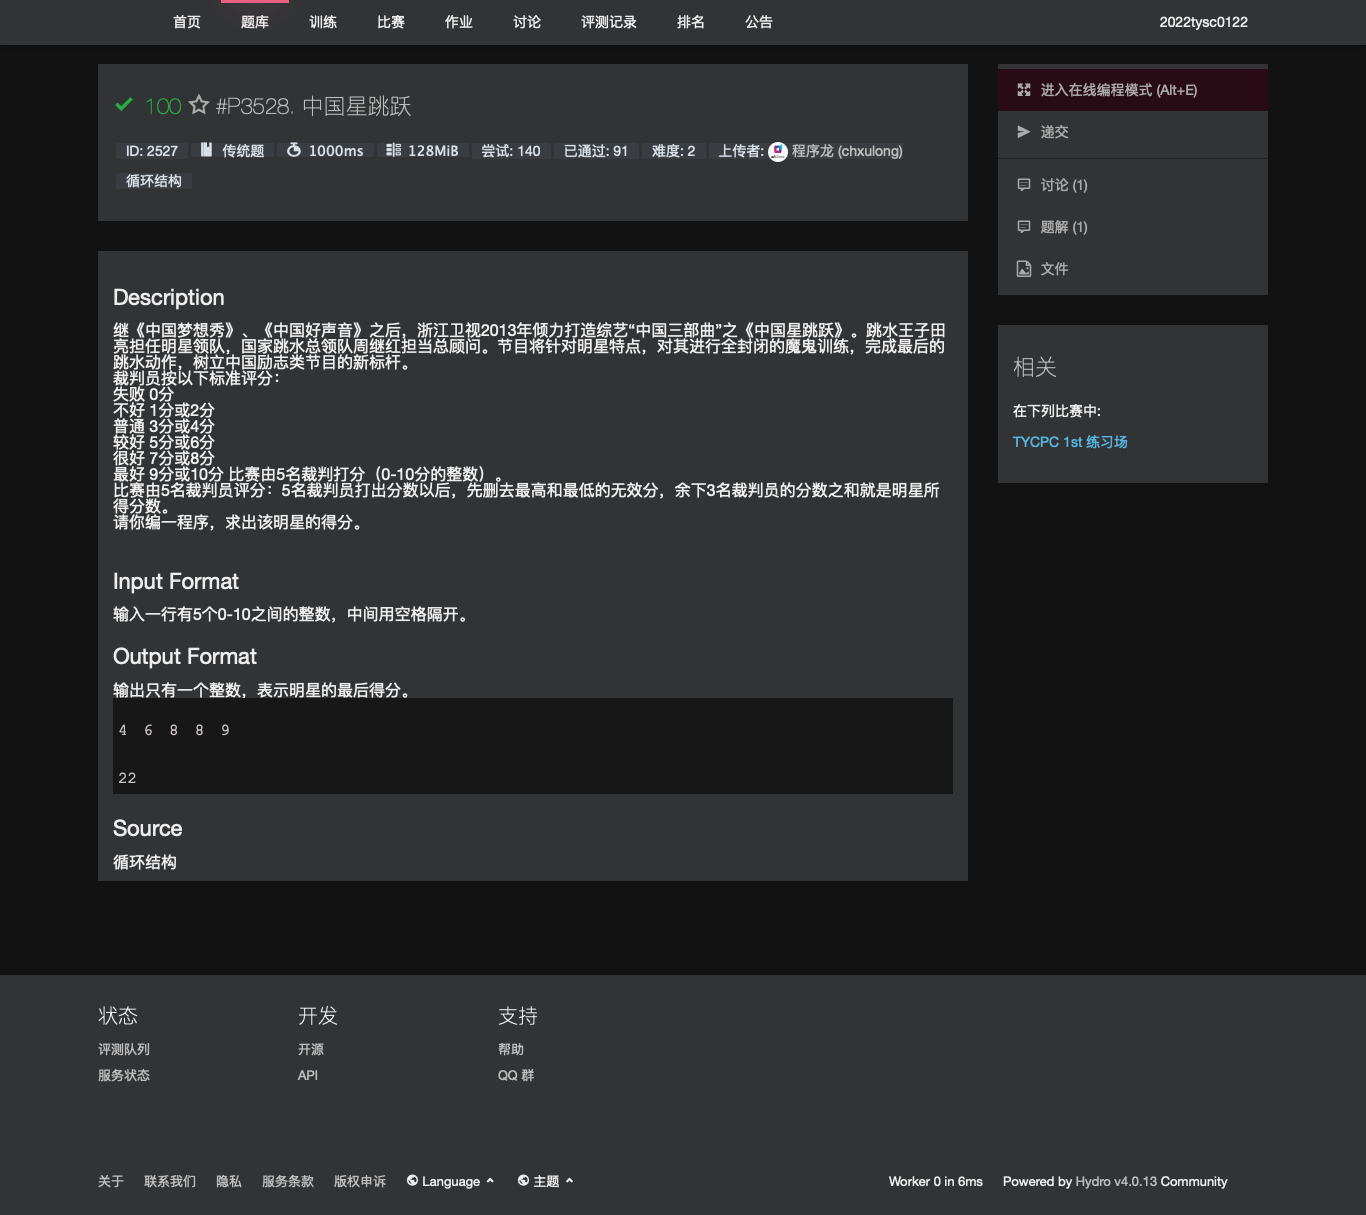 首页 题库 训练 比赛 作业 讨论 评测记录 排名 公告 2022tysc0122
100 #P3528. 中国星跳跃
ID: 2527 传统题 1000ms 128MiB 尝试: 140 已通过: 91 难度: 2 上传者: 程序龙 (chxulong)
循环结构
Description
继《中国梦想秀》、《中国好声音》之后，浙江卫视2013年倾力打造综艺“中国三部曲”之《中国星跳跃》。跳水王子田
亮担任明星领队，国家跳水总领队周继红担当总顾问。节目将针对明星特点，对其进行全封闭的魔鬼训练，完成最后的
跳水动作，树立中国励志类节目的新标杆。
裁判员按以下标准评分：
失败 0分
不好 1分或2分
普通 3分或4分
较好 5分或6分
很好 7分或8分
最好 9分或10分 比赛由5名裁判打分（0-10分的整数）。
比赛由5名裁判员评分：5名裁判员打出分数以后，先删去最高和最低的无效分，余下3名裁判员的分数之和就是明星所
得分数。
请你编一程序，求出该明星的得分。
Input Format
输入一行有5个0-10之间的整数，中间用空格隔开。
Output Format
输出只有一个整数，表示明星的最后得分。
4 6 8 8 9
22
Source
循环结构
进入在线编程模式 (Alt+E)
递交
讨论 (1)
题解 (1)
文件
相关
在下列比赛中:
TYCPC 1st 练习场
状态 开发 支持
评测队列 开源 帮助
服务状态 API QQ 群
关于 联系我们 隐私 服务条款 版权申诉 Language 主题 Worker 0 in 6ms Powered by Hydro v4.0.13 Community